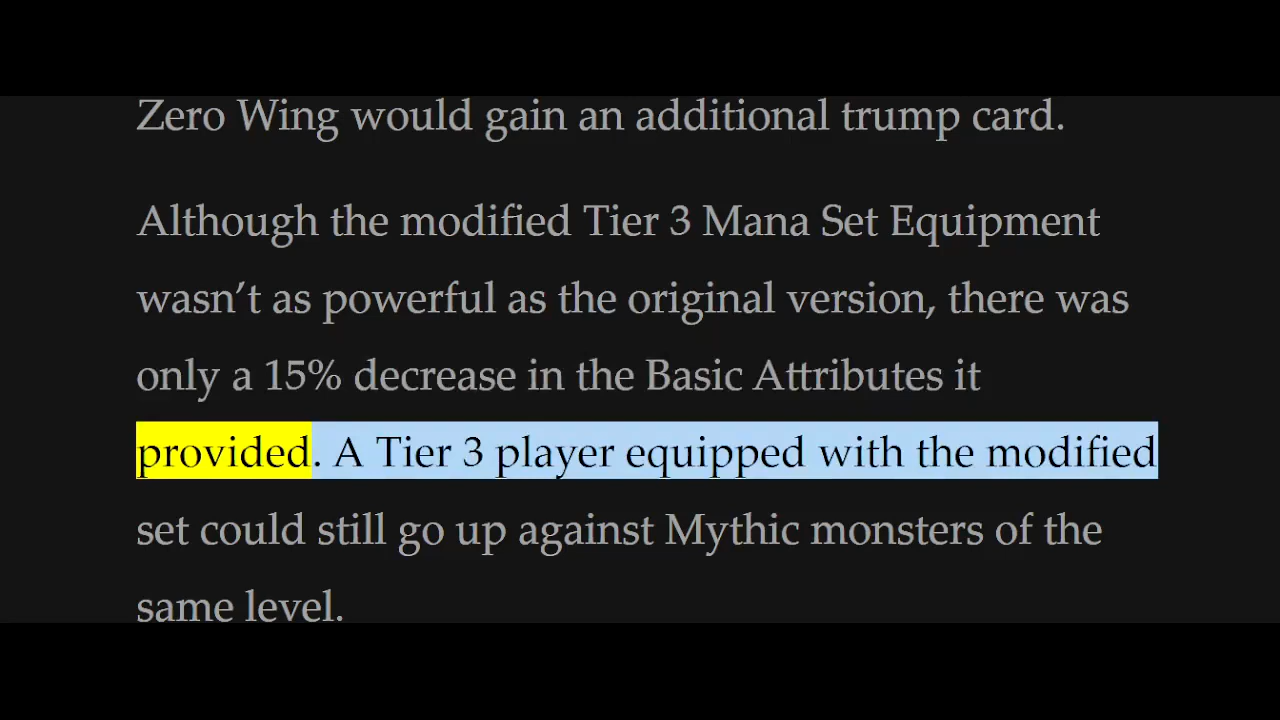 Zero Wing would gain an additional trump card.
Although the modified Tier 3 Mana Set Equipment
wasn’t as powerful as the original version, there was
only a 15% decrease in the Basic Attributes it
provided. A Tier 3 player equipped with the modified
set could still go up against Mythic monsters of the
same level.